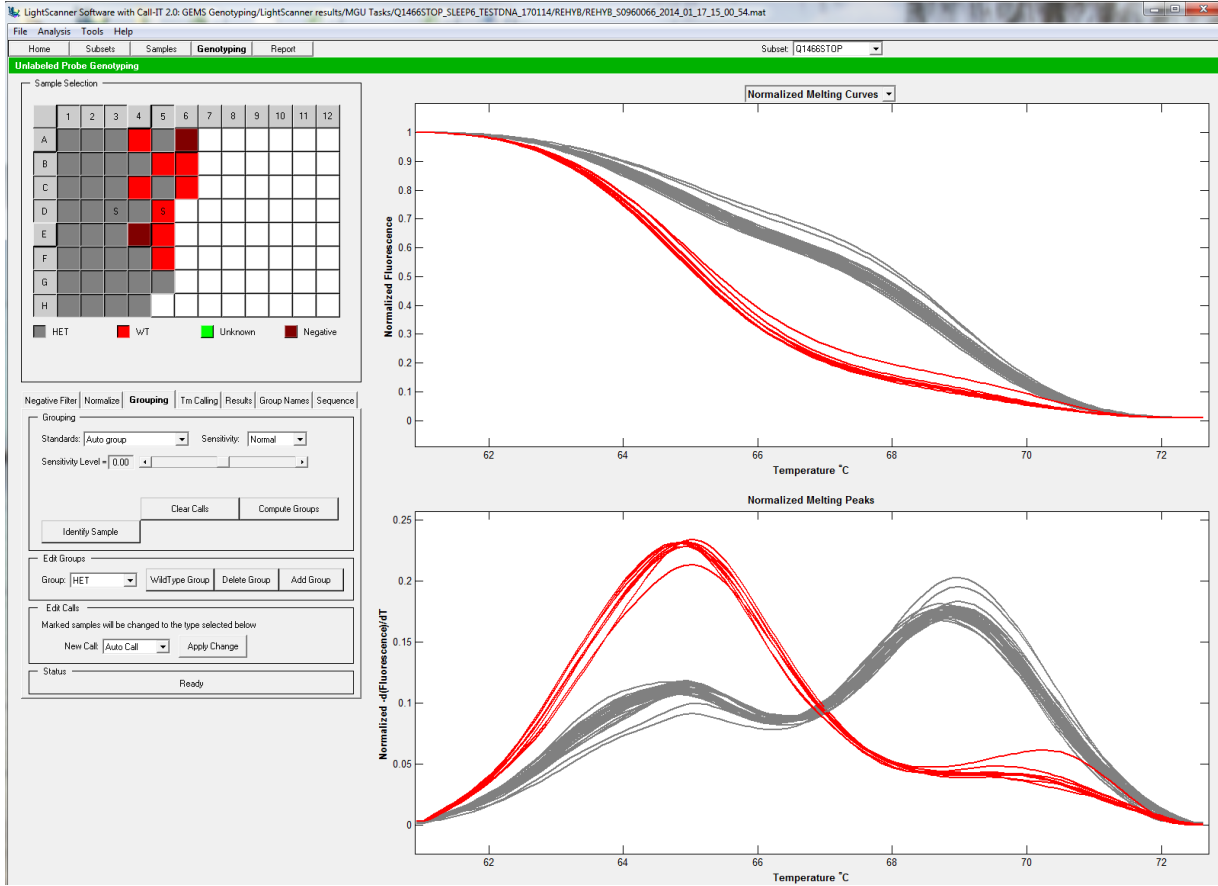 LightScanner Software with Call-IT 2.0: GEMS Genotyping/LightScanner results/MGU Tasks/Q1466STOP_SLEEP6_TESTDNA_170114/REHYB/REHYB_S0960066_2014_01_17_15_00_54.mat
File Analysis Tools Help
Home Subsets Samples Genotyping Report Subset: Q1466STOP
Unlabeled Probe Genotyping
Sample Selection
1 2 3 4 5 6 7 8 9 10 11 12
A
B
C
D S S
E
F
G
H
HET WT Unknown Negative
Negative Filter Normalize Grouping Tm Calling Results Group Names Sequence
Grouping
Standards: Auto group Sensitivity: Normal
Sensitivity Level = 0.00
Clear Calls Compute Groups
Identify Sample
Edit Groups
Group: HET WildType Group Delete Group Add Group
Edit Calls
Marked samples will be changed to the type selected below
New Call: Auto Call Apply Change
Status
Ready
Normalized Melting Curves
Normalized Fluorescence
1
0.9
0.8
0.7
0.6
0.5
0.4
0.3
0.2
0.1
0
62 64 66 68 70 72
Temperature °C
Normalized Melting Peaks
Normalized -d(Fluorescence)/dT
0.25
0.2
0.15
0.1
0.05
0
62 64 66 68 70 72
Temperature °C